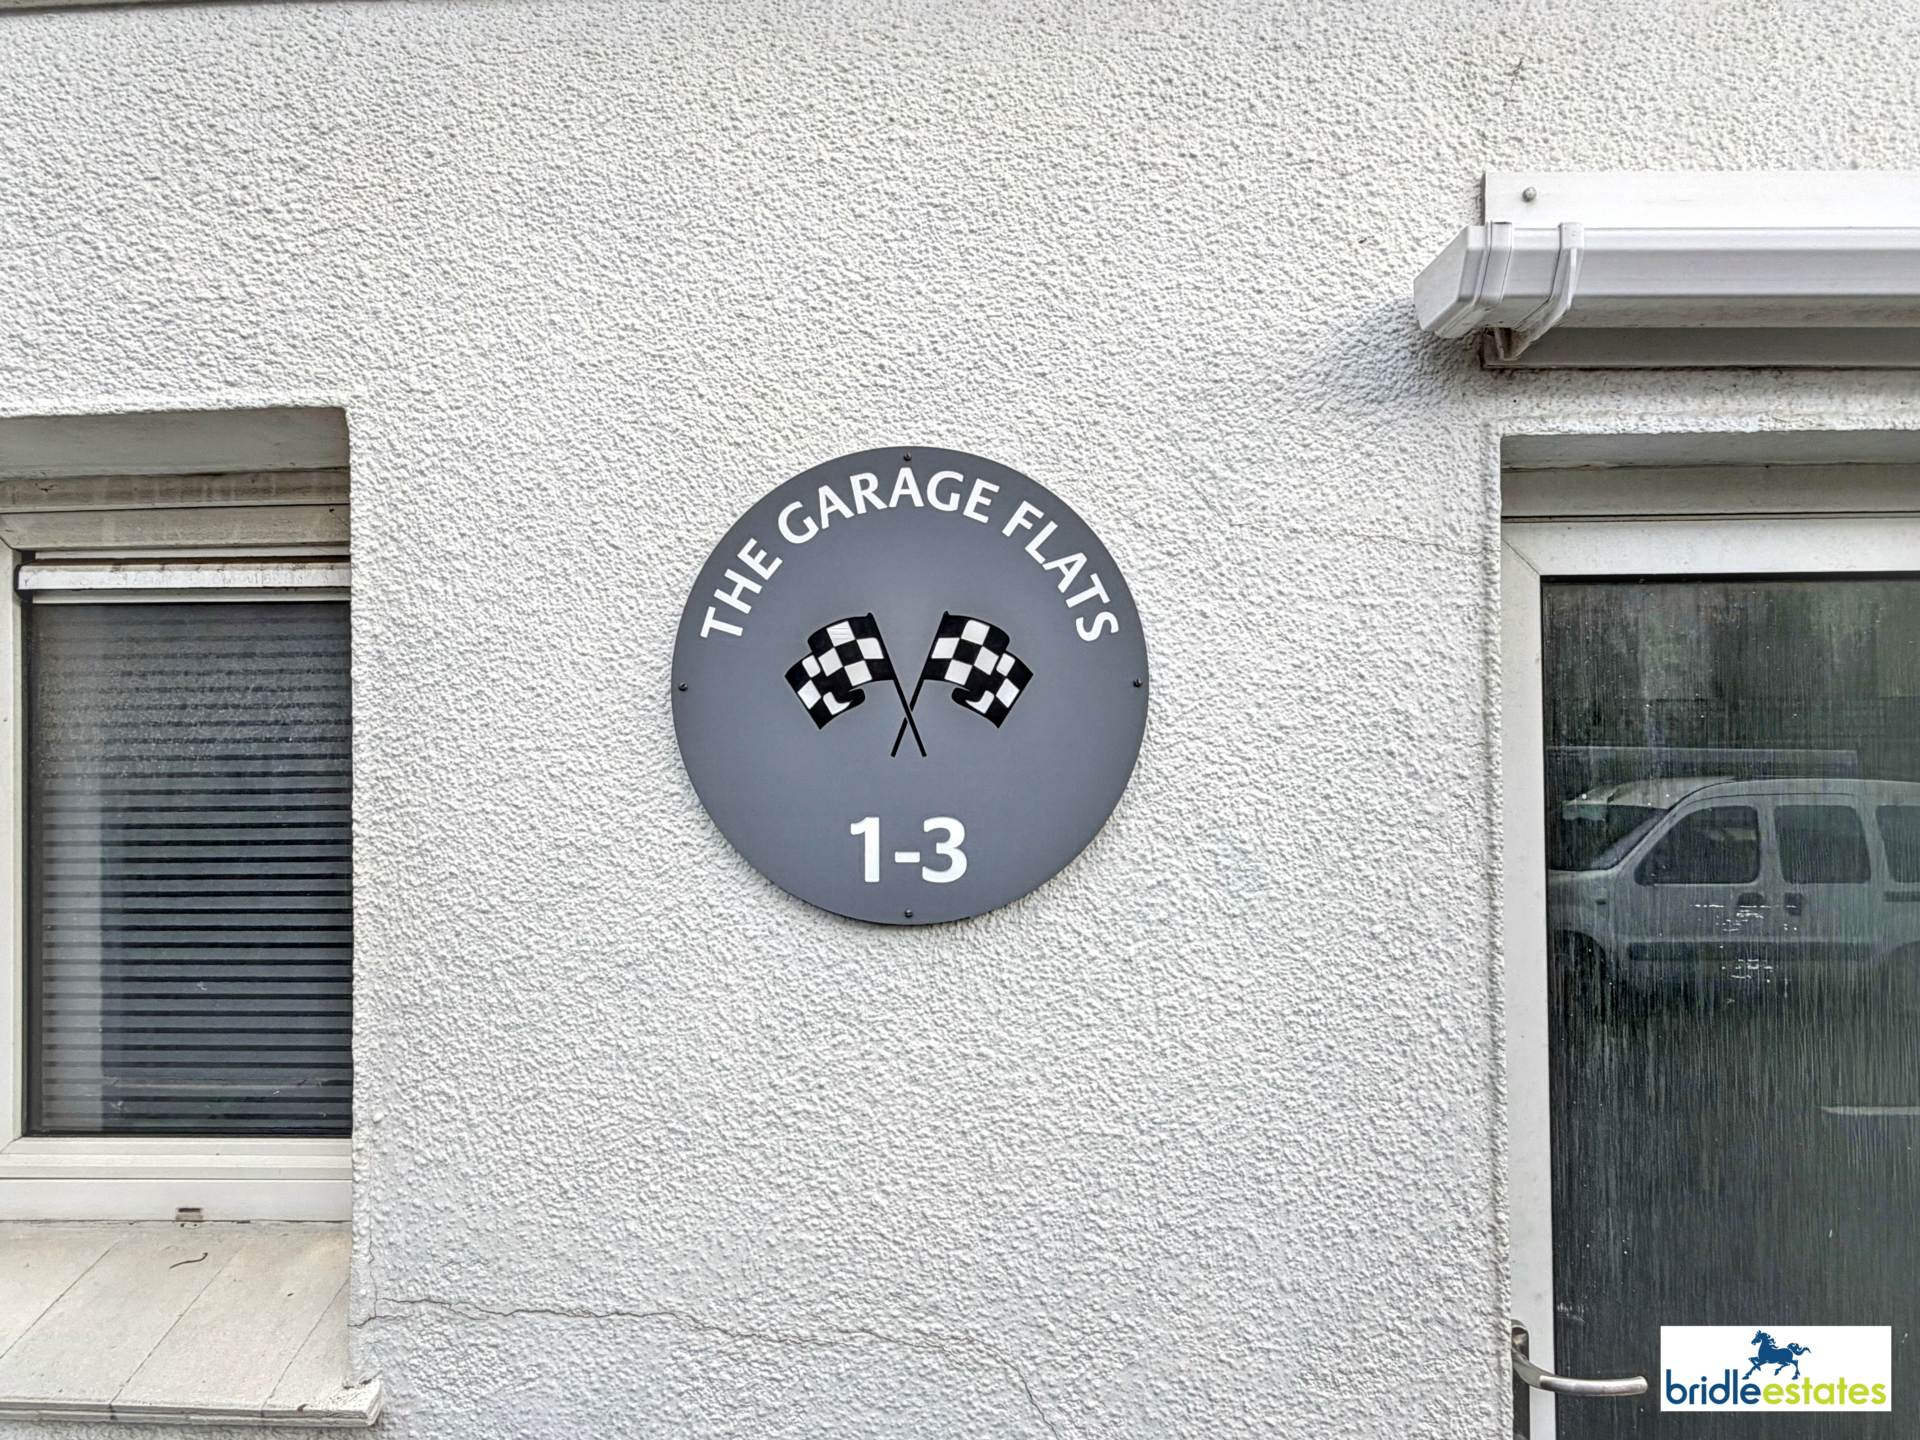 THE GARAGE FLATS
1-3
bridleestates